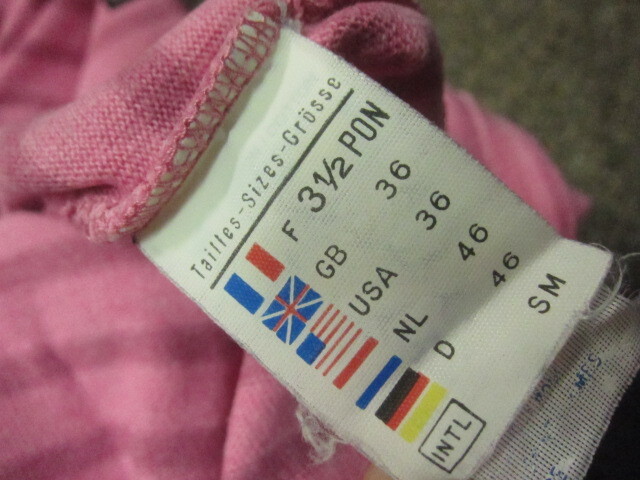 Tailles-Sizes-Grösse
F 3½ PON
GB 36
USA 36
NL 46
D 46
INTL SM